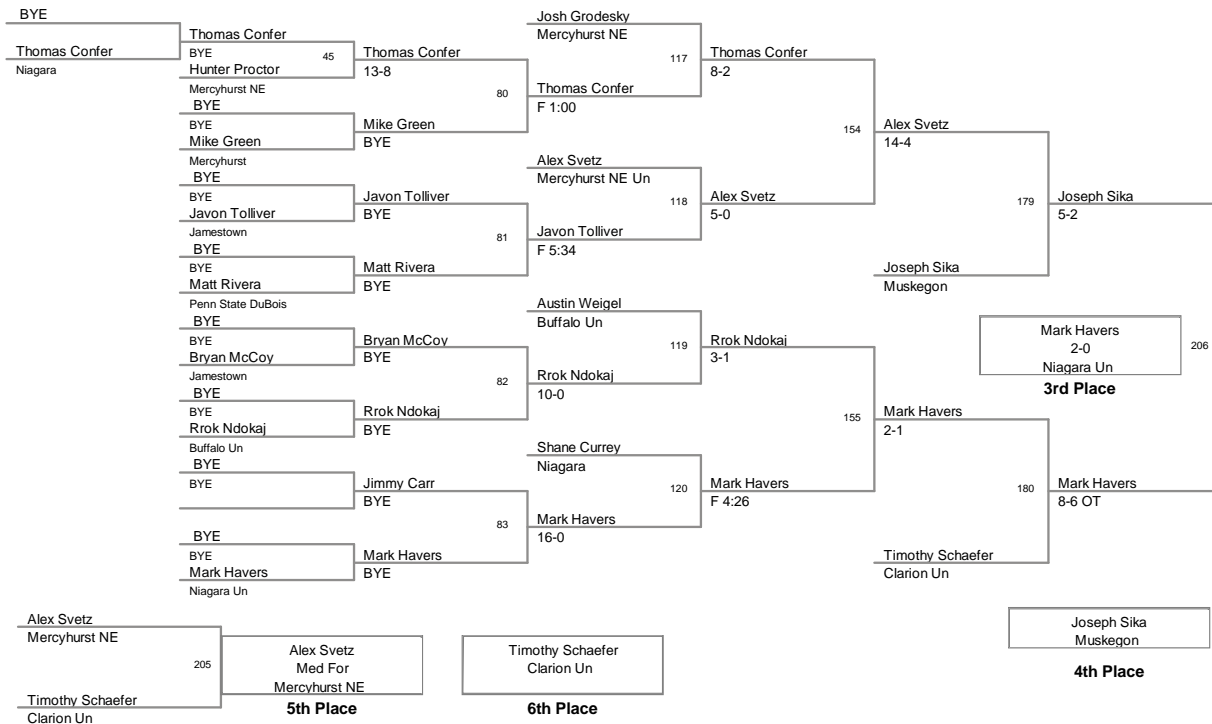 BYE
Thomas Confer
Niagara
Thomas Confer
BYE
Hunter Proctor
Mercyhurst NE
45
BYE
BYE
Mike Green
Mercyhurst
BYE
BYE
Javon Tolliver
Jamestown
BYE
BYE
Matt Rivera
Penn State DuBois
BYE
BYE
Bryan McCoy
Jamestown
BYE
BYE
Rrok Ndokaj
Buffalo Un
BYE
BYE
BYE
BYE
Mark Havers
Niagara Un
Thomas Confer
13-8
80
Mike Green
BYE
Javon Tolliver
BYE
81
Matt Rivera
BYE
Bryan McCoy
BYE
82
Rrok Ndokaj
BYE
Jimmy Carr
BYE
83
Mark Havers
BYE
Josh Grodesky
Mercyhurst NE
117
Thomas Confer
F 1:00
Alex Svetz
Mercyhurst NE Un
118
Javon Tolliver
F 5:34
Austin Weigel
Buffalo Un
119
Rrok Ndokaj
10-0
Shane Currey
Niagara
120
Mark Havers
16-0
Thomas Confer
8-2
154
Alex Svetz
5-0
Rrok Ndokaj
3-1
155
Mark Havers
F 4:26
Alex Svetz
14-4
179
Joseph Sika
Muskegon
Mark Havers
2-1
180
Timothy Schaefer
Clarion Un
Joseph Sika
5-2
Mark Havers
2-0
Niagara Un
206
3rd Place
Mark Havers
8-6 OT
Joseph Sika
Muskegon
4th Place
Alex Svetz
Mercyhurst NE
205
Timothy Schaefer
Clarion Un
Alex Svetz
Med For
Mercyhurst NE
5th Place
Timothy Schaefer
Clarion Un
6th Place